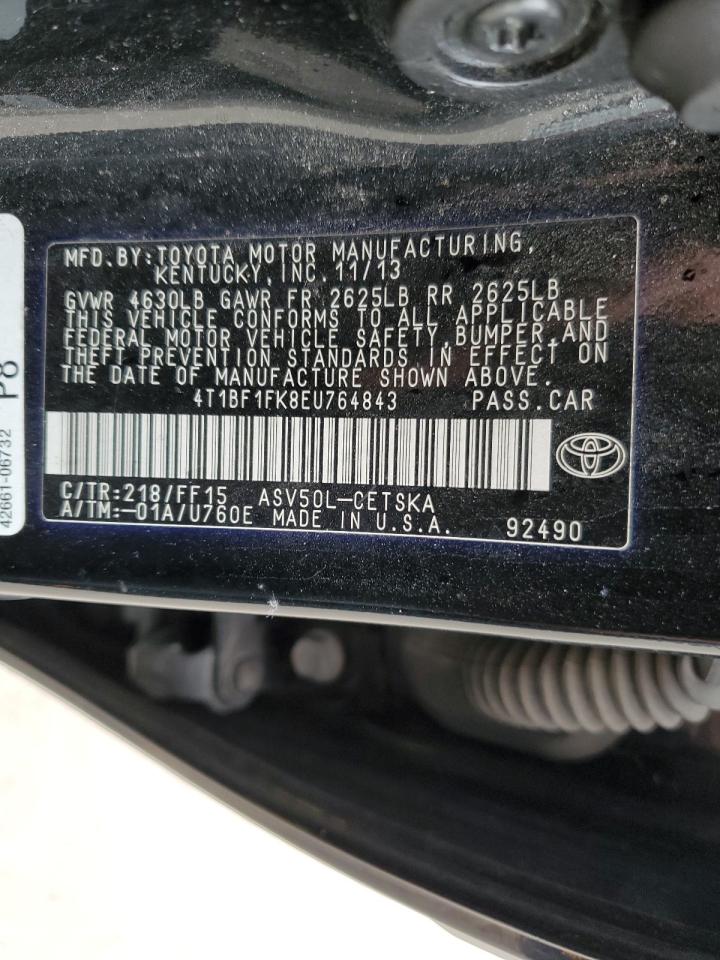 MFD. BY: TOYOTA MOTOR MANUFACTURING,
KENTUCKY, INC. 11/13
GVWR 4630LB GAWR FR 2625LB RR 2625LB
THIS VEHICLE CONFORMS TO ALL APPLICABLE
FEDERAL MOTOR VEHICLE SAFETY, BUMPER, AND
THEFT PREVENTION STANDARDS IN EFFECT ON
THE DATE OF MANUFACTURE SHOWN ABOVE.
4T1BF1FK8EU764843 PASS. CAR
C/TR: 218/FF15 ASV50L-CETSKA
A/TM: -01A/U760E MADE IN U.S.A. 92490
P8
42661-06732